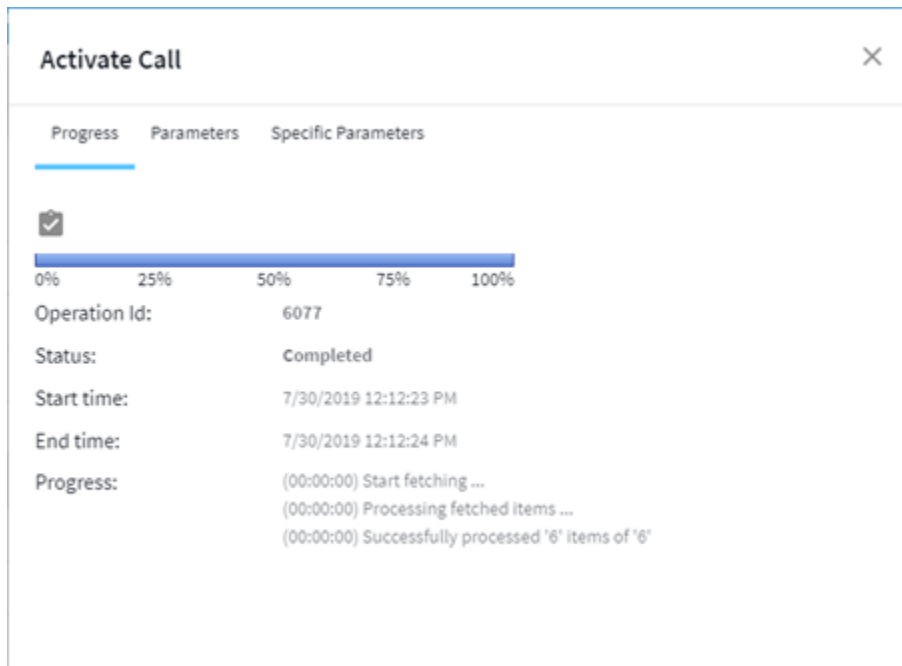 Activate Call
Progress Parameters Specific Parameters
0% 25% 50% 75% 100%
Operation Id: 6077
Status: Completed
Start time: 7/30/2019 12:12:23 PM
End time: 7/30/2019 12:12:24 PM
Progress: (00:00:00) Start fetching ...
(00:00:00) Processing fetched items ...
(00:00:00) Successfully processed '6' items of '6'